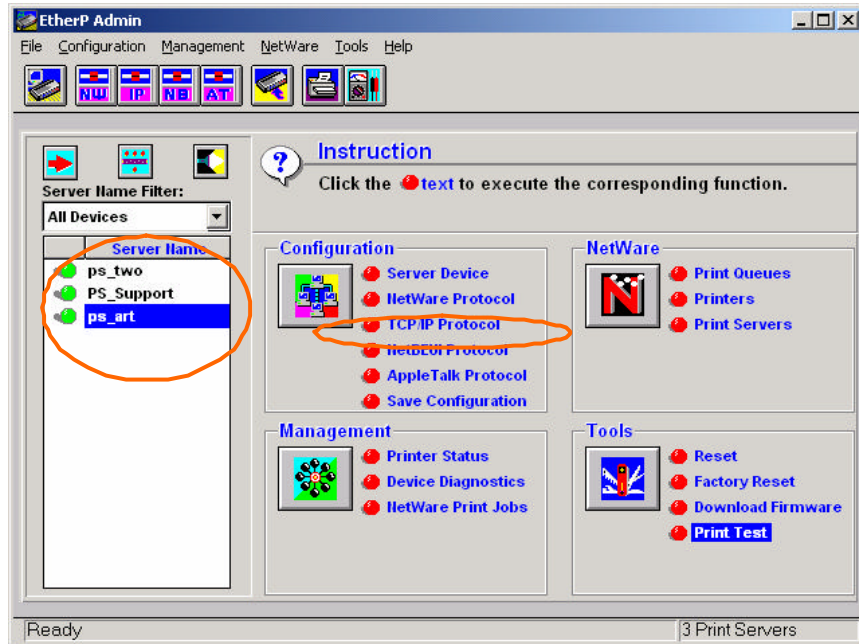 EtherP Admin
File Configuration Management NetWare Tools Help
NW IP NB AT
Instruction
Click the text to execute the corresponding function.
Server Name Filter:
All Devices
Server Name
ps_two
PS_Support
ps_art
Configuration
Server Device
NetWare Protocol
TCP/IP Protocol
NetBEUI Protocol
AppleTalk Protocol
Save Configuration
NetWare
N
Print Queues
Printers
Print Servers
Management
Printer Status
Device Diagnostics
NetWare Print Jobs
Tools
Reset
Factory Reset
Download Firmware
Print Test
Ready
3 Print Servers